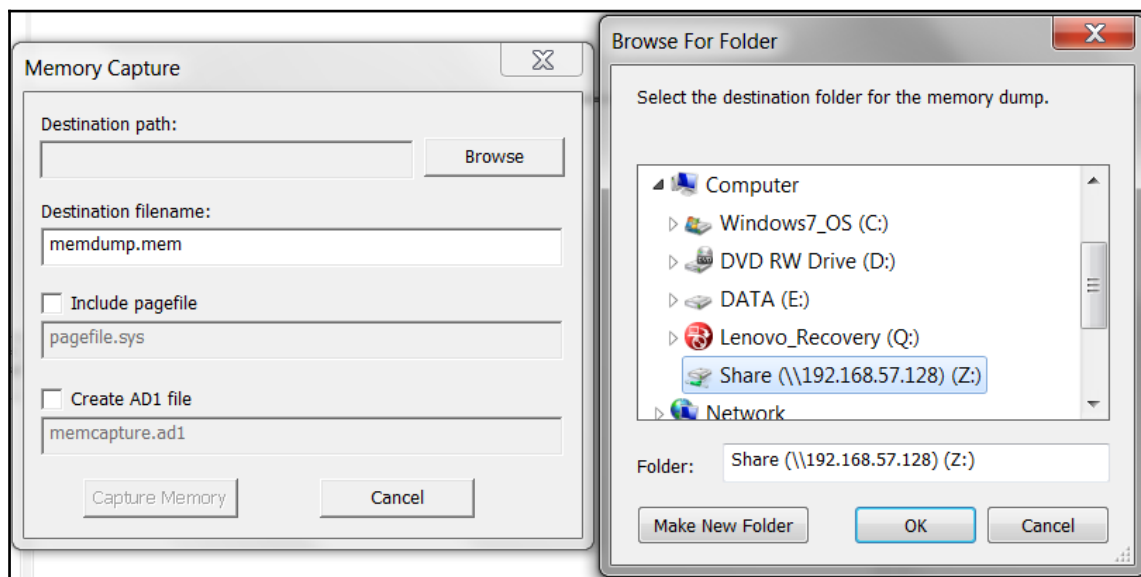 Memory Capture
Destination path:
Browse
Destination filename:
memdump.mem
Include pagefile
pagefile.sys
Create AD1 file
memcapture.ad1
Capture Memory
Cancel
Browse For Folder
Select the destination folder for the memory dump.
Computer
Windows7_OS (C:)
DVD RW Drive (D:)
DATA (E:)
Lenovo_Recovery (Q:)
Share (\\192.168.57.128) (Z:)
Network
Folder: Share (\\192.168.57.128) (Z:)
Make New Folder OK Cancel